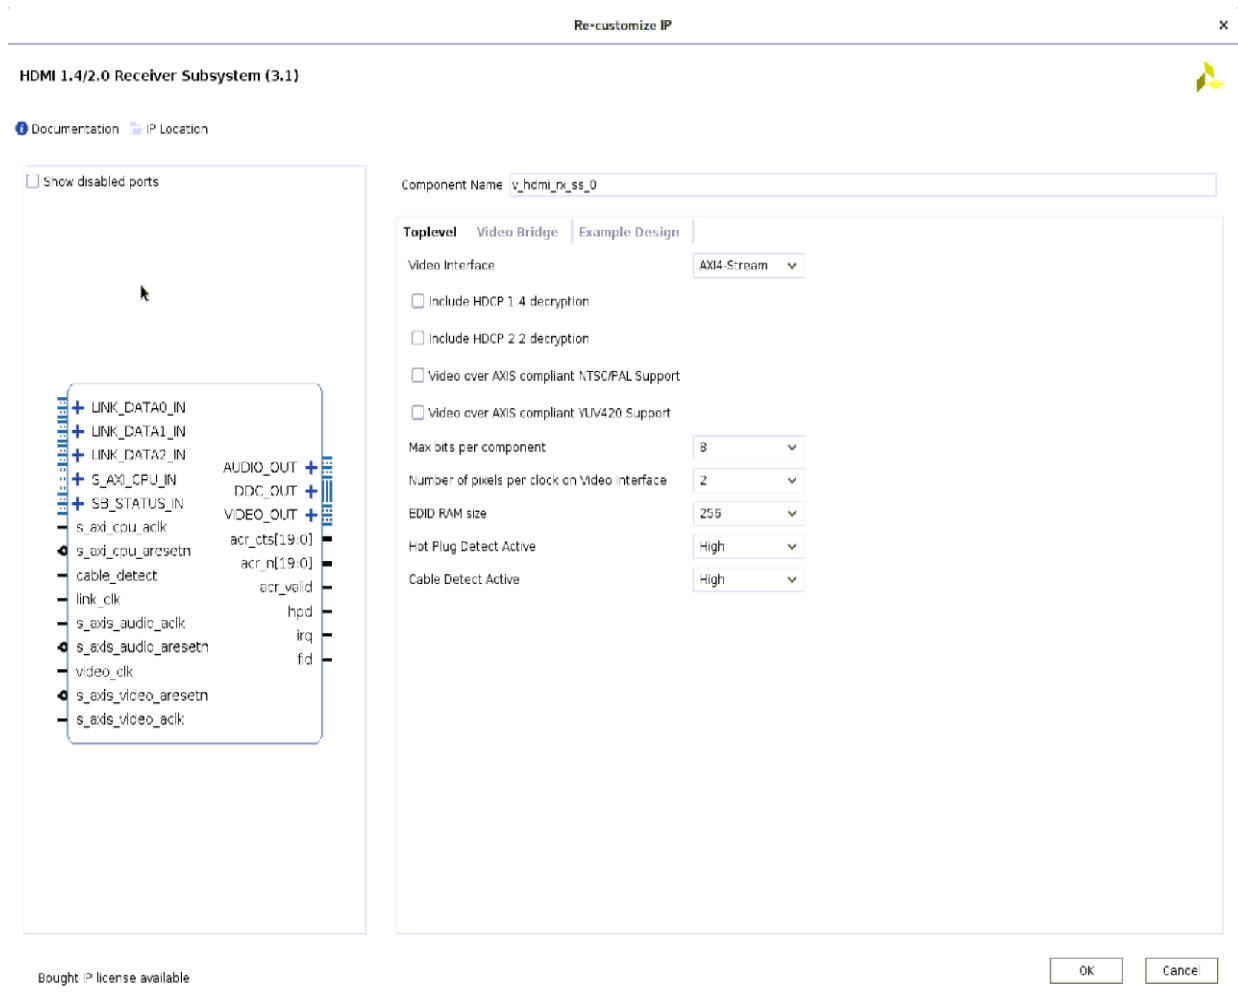 Re-customize IP
HDMI 1.4/2.0 Receiver Subsystem (3.1)
Documentation IP Location
Show disabled ports
LINK_DATA0_IN
LINK_DATA1_IN
LINK_DATA2_IN
S_AXI_CPU_IN
SB_STATUS_IN
s_axi_cpu_aclk
s_axi_cpu_aresetn
cable_detect
link_clk
s_axis_audio_aclk
s_axis_audio_aresetn
video_clk
s_axis_video_aresetn
s_axis_video_aclk
AUDIO_OUT
DDC_OUT
VIDEO_OUT
acr_cts[19:0]
acr_n[19:0]
acr_valid
hpd
irq
fid
Component Name v_hdmi_rx_ss_0
Toplevel Video Bridge Example Design
Video Interface AXI4-Stream
Include HDCP 1.4 decryption
Include HDCP 2.2 decryption
Video over AXIS compliant NTSC/PAL Support
Video over AXIS compliant YUV420 Support
Max bits per component 8
Number of pixels per clock on Video Interface 2
EDID RAM size 256
Hot Plug Detect Active High
Cable Detect Active High
Bought IP license available
OK Cancel